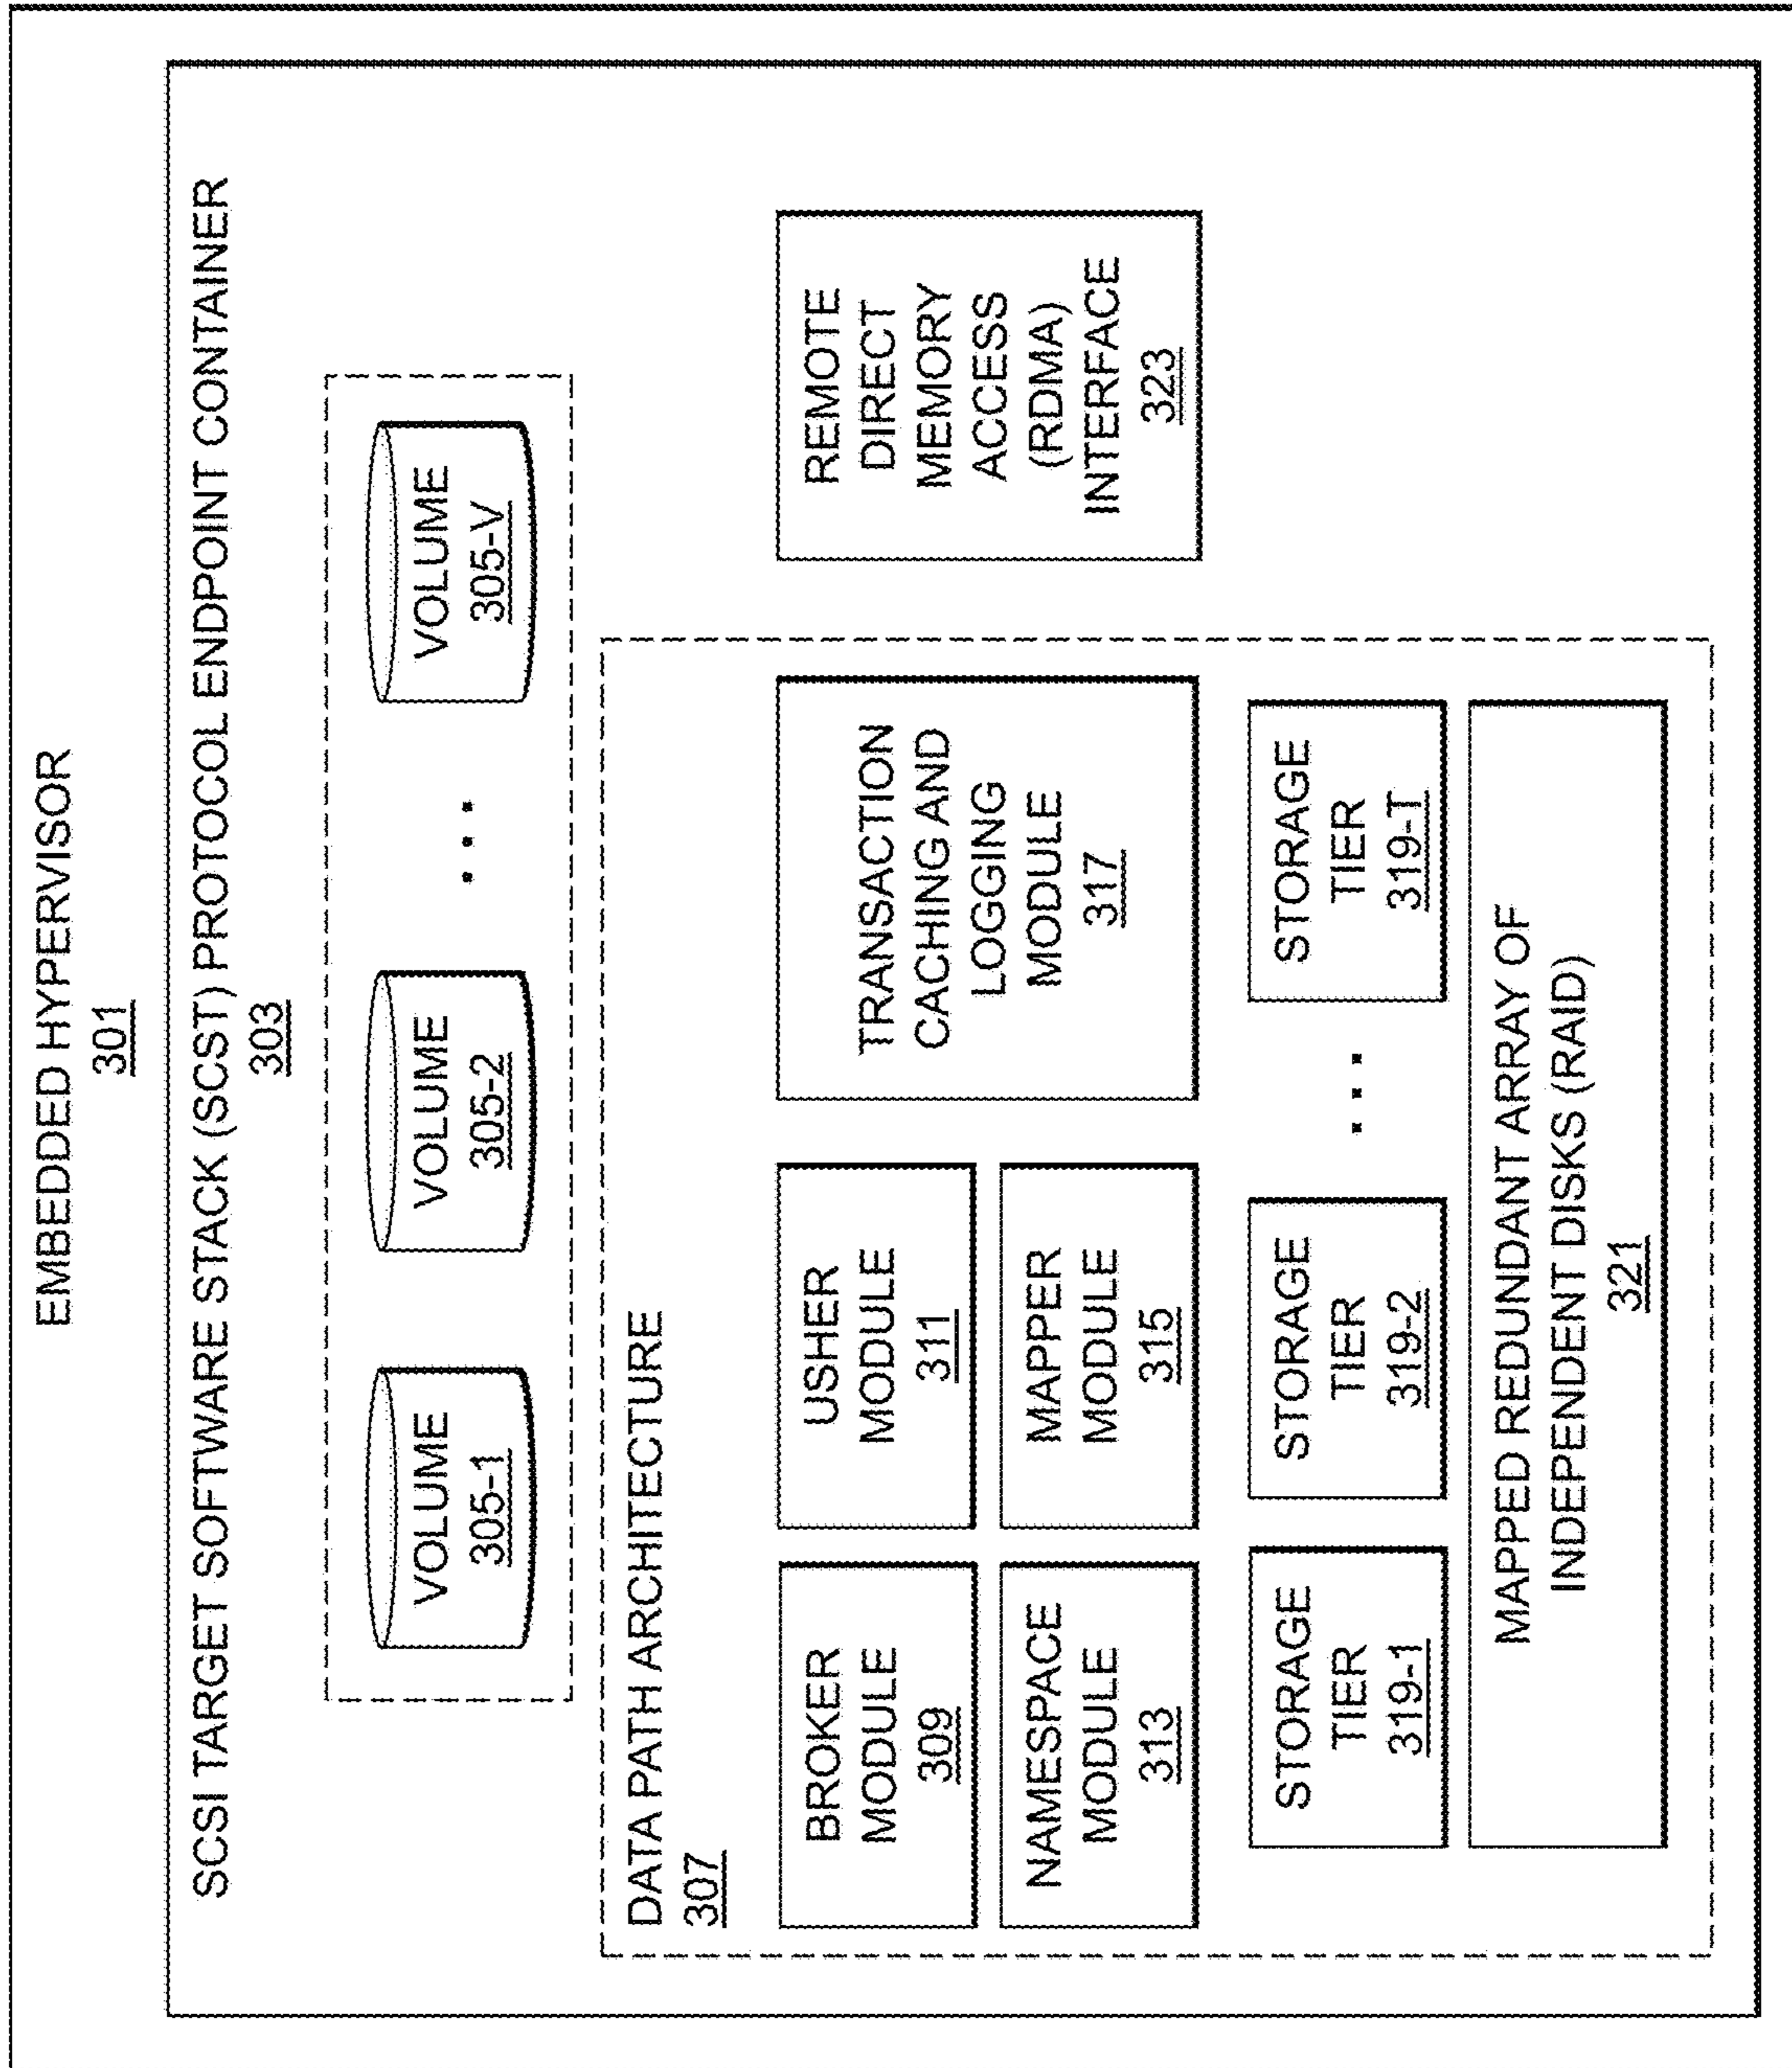 EMBEDDED HYPERVISOR
301
SCSI TARGET SOFTWARE STACK (SCST) PROTOCOL ENDPOINT CONTAINER
303
VOLUME
305-1
VOLUME
305-2
. . .
VOLUME
305-V
DATA PATH ARCHITECTURE
307
BROKER
MODULE
309
USHER
MODULE
311
NAMESPACE
MODULE
313
MAPPER
MODULE
315
TRANSACTION
CACHING AND
LOGGING
MODULE
317
STORAGE
TIER
319-1
STORAGE
TIER
319-2
. . .
STORAGE
TIER
319-T
MAPPED REDUNDANT ARRAY OF
INDEPENDENT DISKS (RAID)
321
REMOTE
DIRECT
MEMORY
ACCESS
(RDMA)
INTERFACE
323